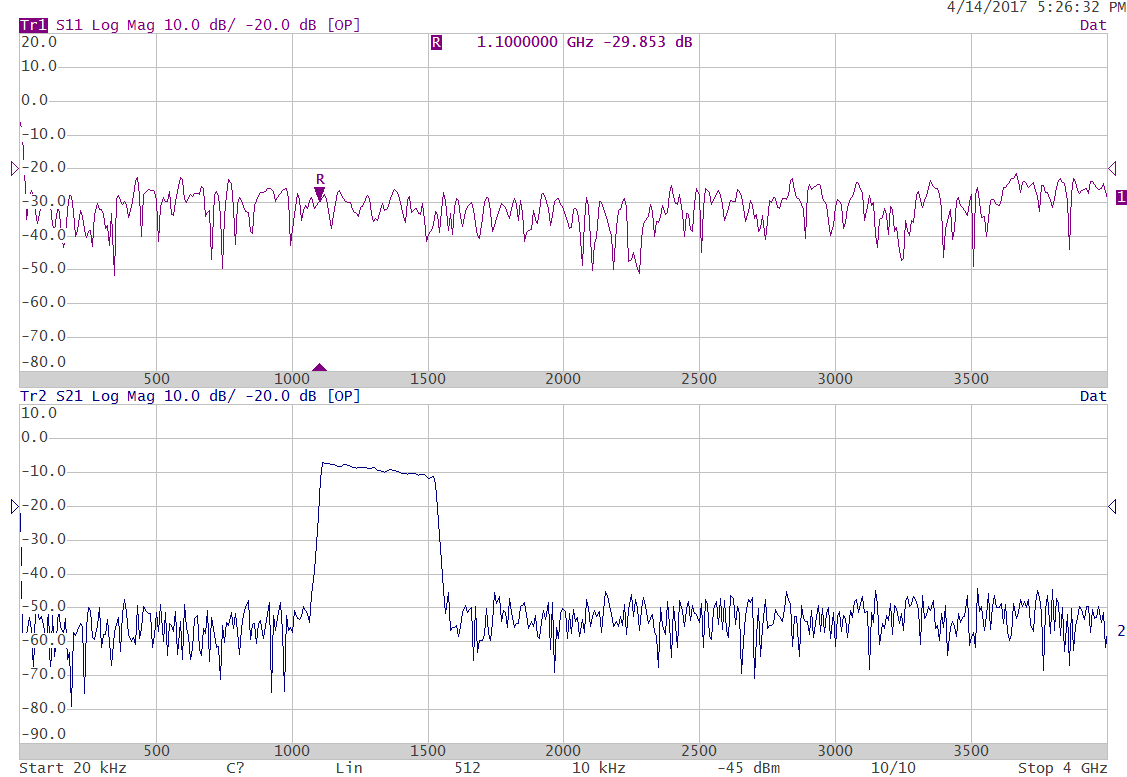 4/14/2017 5:26:32 PM
Tr1 S11 Log Mag 10.0 dB/ -20.0 dB [OP] Dat
20.0 R 1.1000000 GHz -29.853 dB
10.0
0.0
-10.0
-20.0
R
-30.0 1
-40.0
-50.0
-60.0
-70.0
-80.0
500 1000 1500 2000 2500 3000 3500
Tr2 S21 Log Mag 10.0 dB/ -20.0 dB [OP] Dat
10.0
0.0
-10.0
-20.0
-30.0
-40.0
-50.0
-60.0 2
-70.0
-80.0
-90.0
500 1000 1500 2000 2500 3000 3500
Start 20 kHz C? Lin 512 10 kHz -45 dBm 10/10 Stop 4 GHz